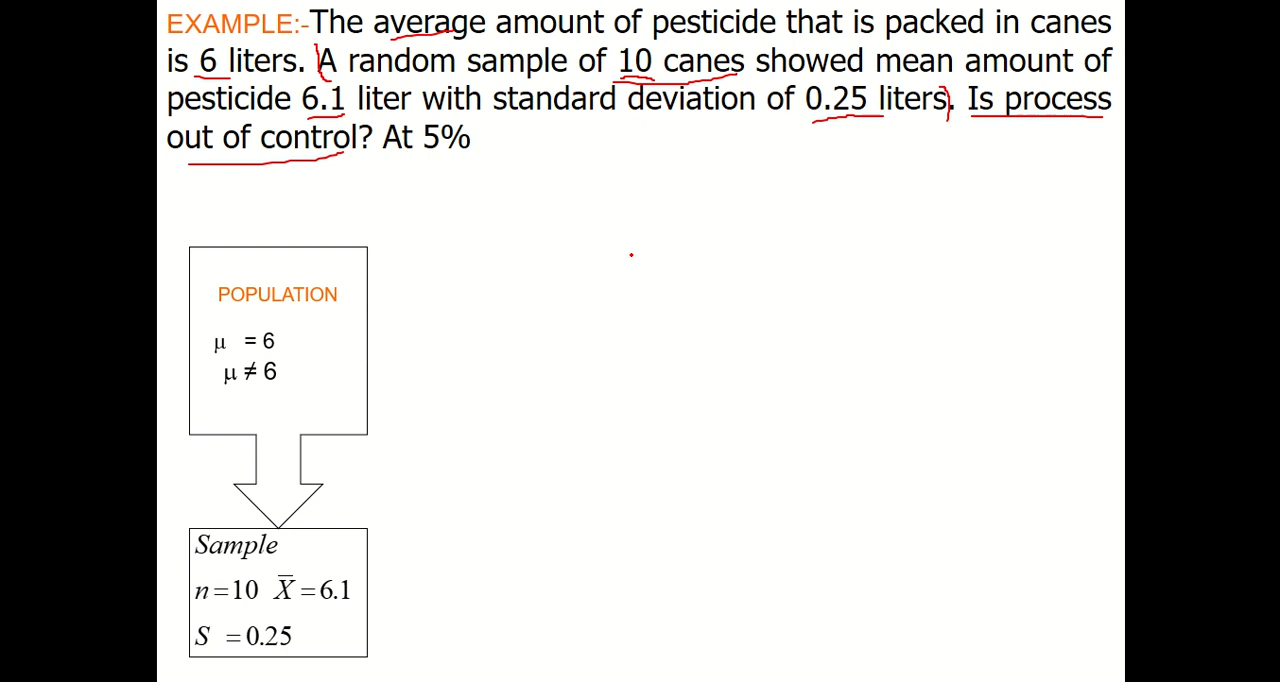 EXAMPLE:-The average amount of pesticide that is packed in canes
is 6 liters. A random sample of 10 canes showed mean amount of
pesticide 6.1 liter with standard deviation of 0.25 liters. Is process
out of control? At 5%
POPULATION
μ = 6
μ ≠ 6
Sample
n=10 X̅=6.1
S =0.25